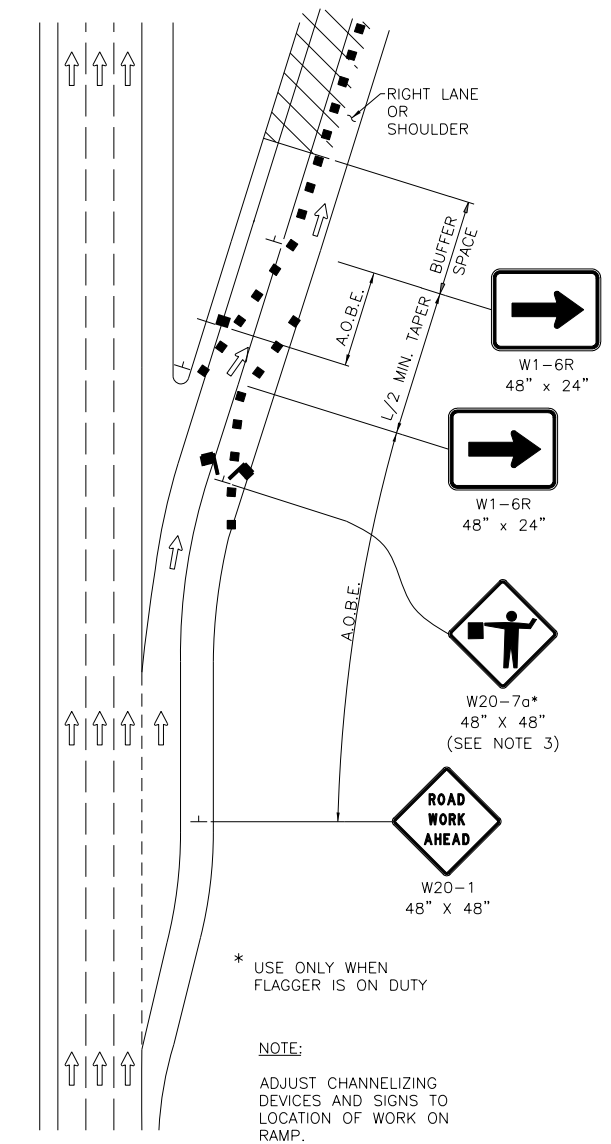 RIGHT LANE
OR
SHOULDER
BUFFER
SPACE
A.O.B.E.
L/2 MIN. TAPER
W1-6R
48" x 24"
W1-6R
48" x 24"
A.O.B.E.
W20-7a*
48" X 48"
(SEE NOTE 3)
ROAD
WORK
AHEAD
W20-1
48" X 48"
* USE ONLY WHEN
FLAGGER IS ON DUTY
NOTE:
ADJUST CHANNELIZING
DEVICES AND SIGNS TO
LOCATION OF WORK ON
RAMP.